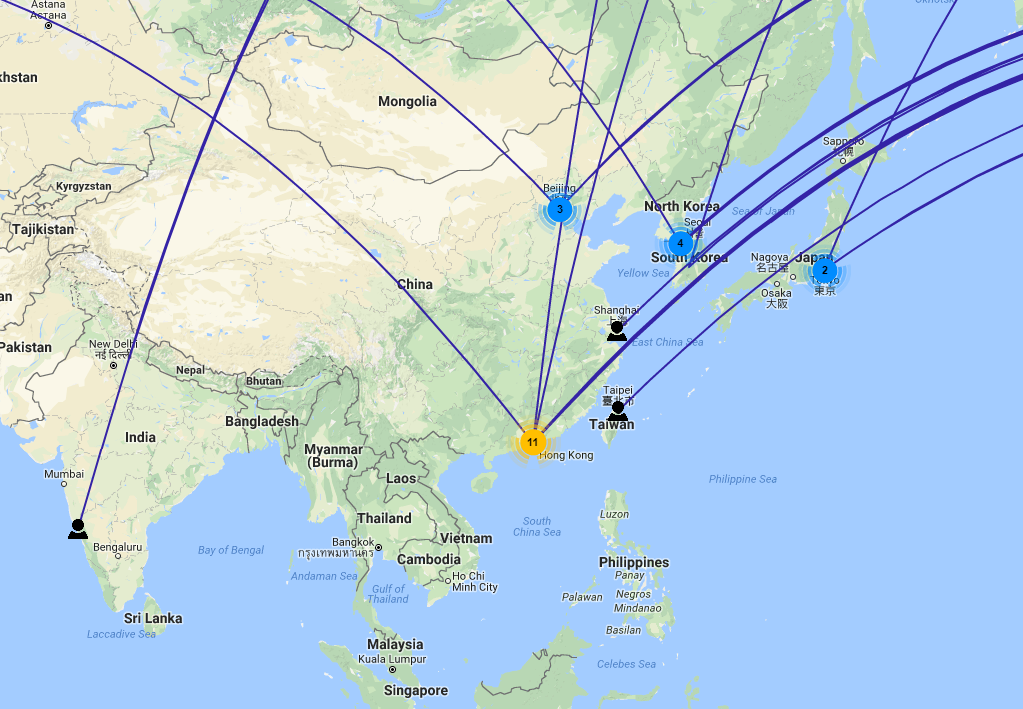 Astana
Астана
Okhotsk
khstan
Mongolia
Sapporo
Kyrgyzstan
Beijing
North Korea
Sea of Japan
Seoul
Tajikistan
3
4
South Korea
Nagoya
名古屋
Japan
2
Yellow Sea
China
Osaka
大阪
東京
an
Shanghai
East China Sea
Pakistan
New Delhi
नई दिल्ली
Nepal
Bhutan
Taipei
臺北市
Taiwan
Bangladesh
India
11
Hong Kong
Myanmar
(Burma)
Mumbai
Laos
Philippine Sea
Luzon
Thailand
South
China Sea
Vietnam
Bangkok
กรุงเทพมหานคร
Bengaluru
Bay of Bengal
Cambodia
Philippines
Panay
Andaman Sea
Ho Chi
Minh City
Gulf of
Thailand
Palawan
Negros
Mindanao
Sri Lanka
Laccadive Sea
Basilan
Malaysia
Kuala Lumpur
Celebes Sea
Singapore